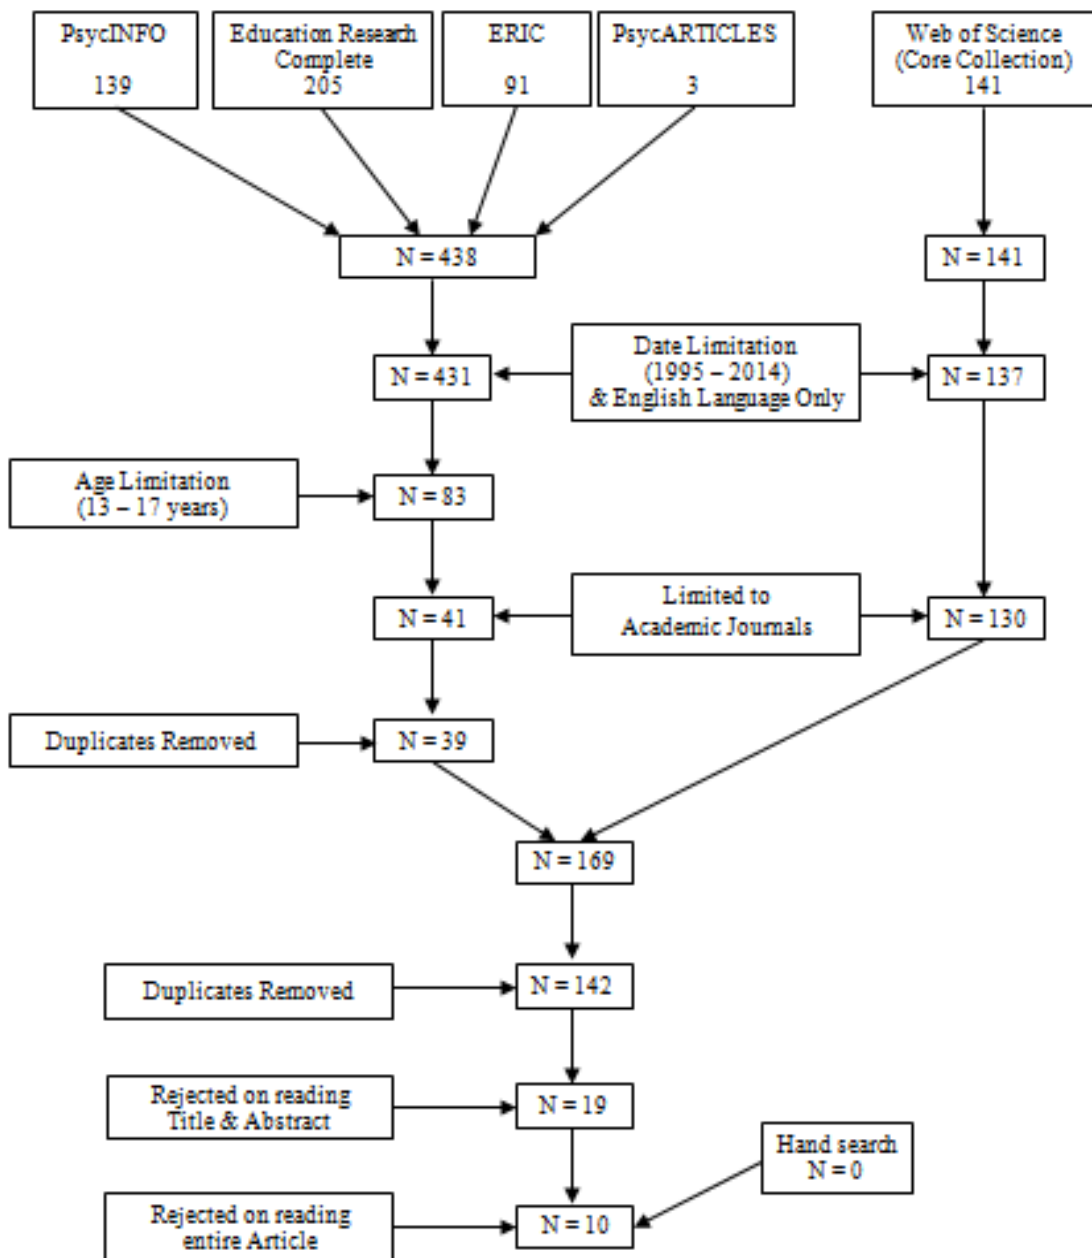 PsycINFO
139
Education Research
Complete
205
ERIC
91
PsycARTICLES
3
Web of Science
(Core Collection)
141
N = 438
N = 141
Date Limitation
(1995 – 2014)
& English Language Only
N = 431
N = 137
Age Limitation
(13 – 17 years)
N = 83
Limited to
Academic Journals
N = 41
N = 130
Duplicates Removed
N = 39
N = 169
Duplicates Removed
N = 142
Rejected on reading
Title & Abstract
N = 19
Hand search
N = 0
Rejected on reading
entire Article
N = 10